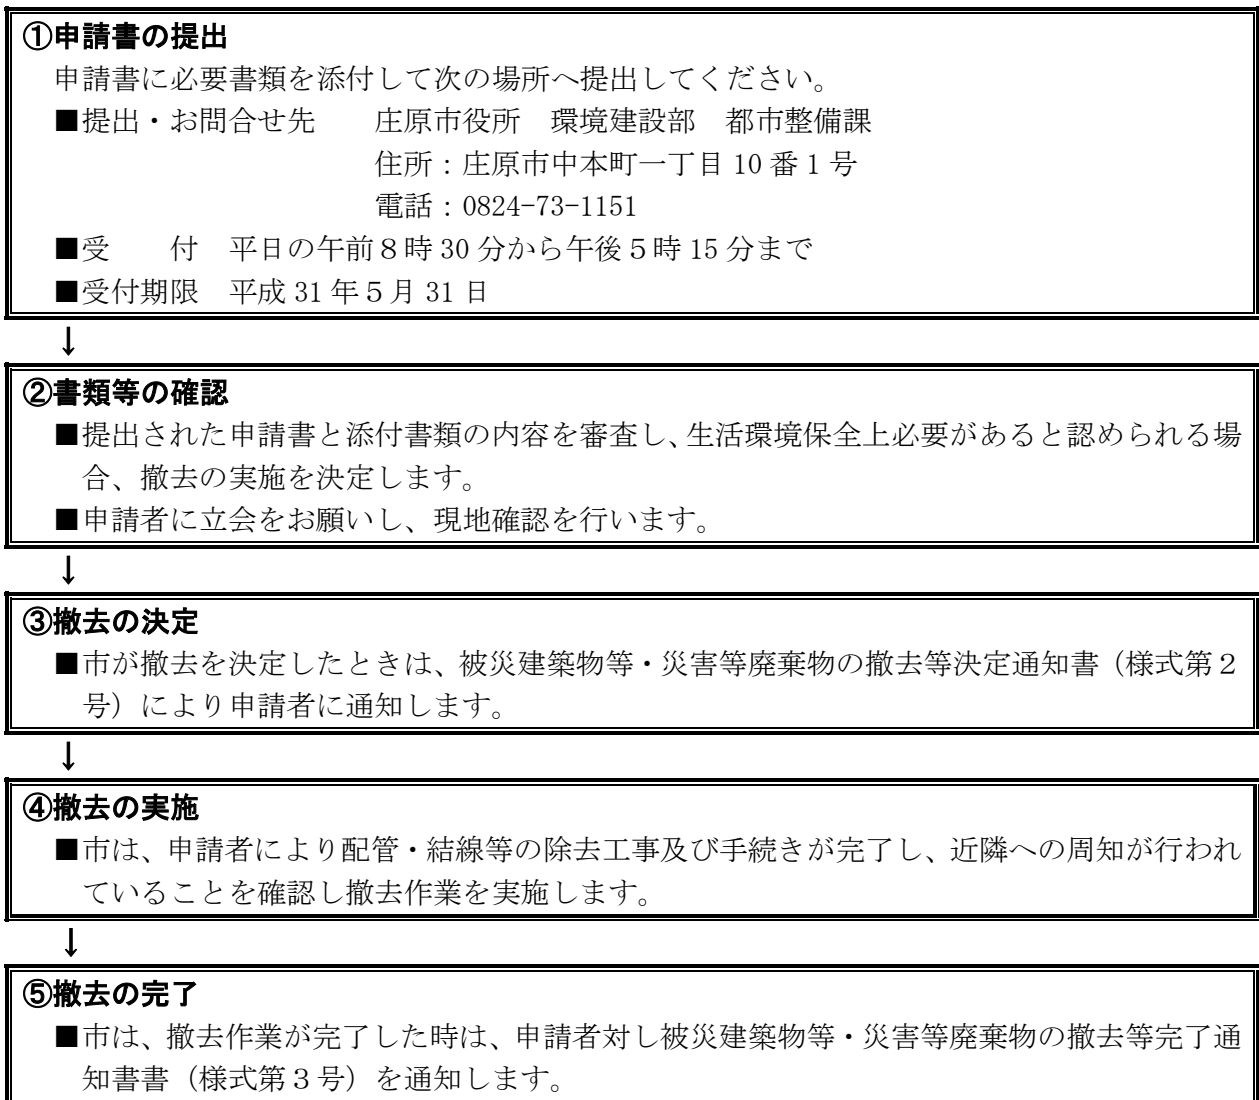 ①申請書の提出
申請書に必要書類を添付して次の場所へ提出してください。
■提出・お問合せ先　　庄原市役所　環境建設部　都市整備課
住所：庄原市中本町一丁目 10 番 1 号
電話：0824-73-1151
■受　　付　平日の午前８時 30 分から午後５時 15 分まで
■受付期限　平成 31 年５月 31 日
↓
②書類等の確認
■提出された申請書と添付書類の内容を審査し、生活環境保全上必要があると認められる場
合、撤去の実施を決定します。
■申請者に立会をお願いし、現地確認を行います。
↓
③撤去の決定
■市が撤去を決定したときは、被災建築物等・災害等廃棄物の撤去等決定通知書（様式第２
号）により申請者に通知します。
↓
④撤去の実施
■市は、申請者により配管・結線等の除去工事及び手続きが完了し、近隣への周知が行われ
ていることを確認し撤去作業を実施します。
↓
⑤撤去の完了
■市は、撤去作業が完了した時は、申請者対し被災建築物等・災害等廃棄物の撤去等完了通
知書書（様式第３号）を通知します。